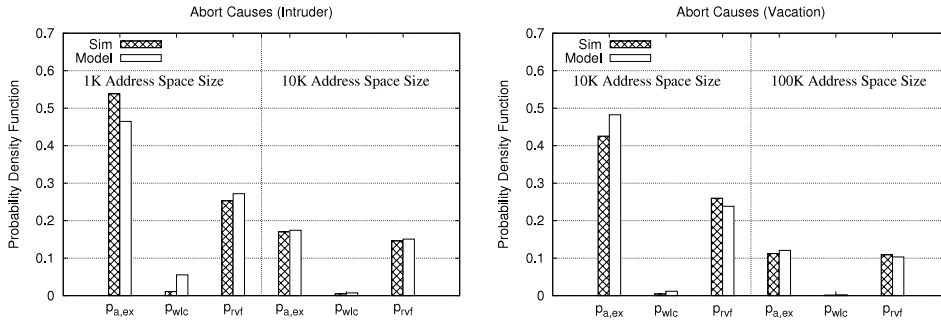 Abort Causes (Intruder)
Probability Density Function
0.7
0.6
0.5
0.4
0.3
0.2
0.1
0
Sim
Model
1K Address Space Size
10K Address Space Size
pa,ex
pwlc
prvf
pa,ex
pwlc
prvf
Abort Causes (Vacation)
Probability Density Function
0.7
0.6
0.5
0.4
0.3
0.2
0.1
0
Sim
Model
10K Address Space Size
100K Address Space Size
pa,ex
pwlc
prvf
pa,ex
pwlc
prvf